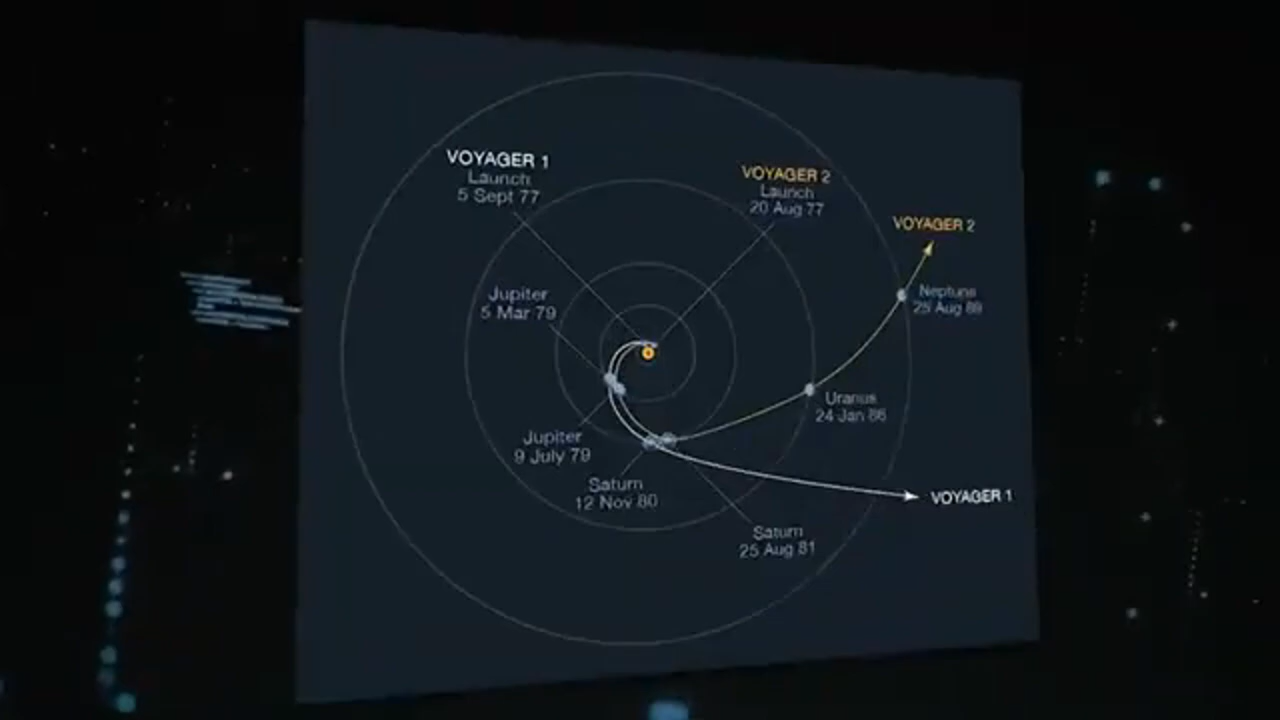 VOYAGER 1
Launch
5 Sept 77
VOYAGER 2
Launch
20 Aug 77
VOYAGER 2
Neptune
25 Aug 89
Jupiter
5 Mar 79
Uranus
24 Jan 86
Jupiter
9 July 79
Saturn
12 Nov 80
VOYAGER 1
Saturn
25 Aug 81